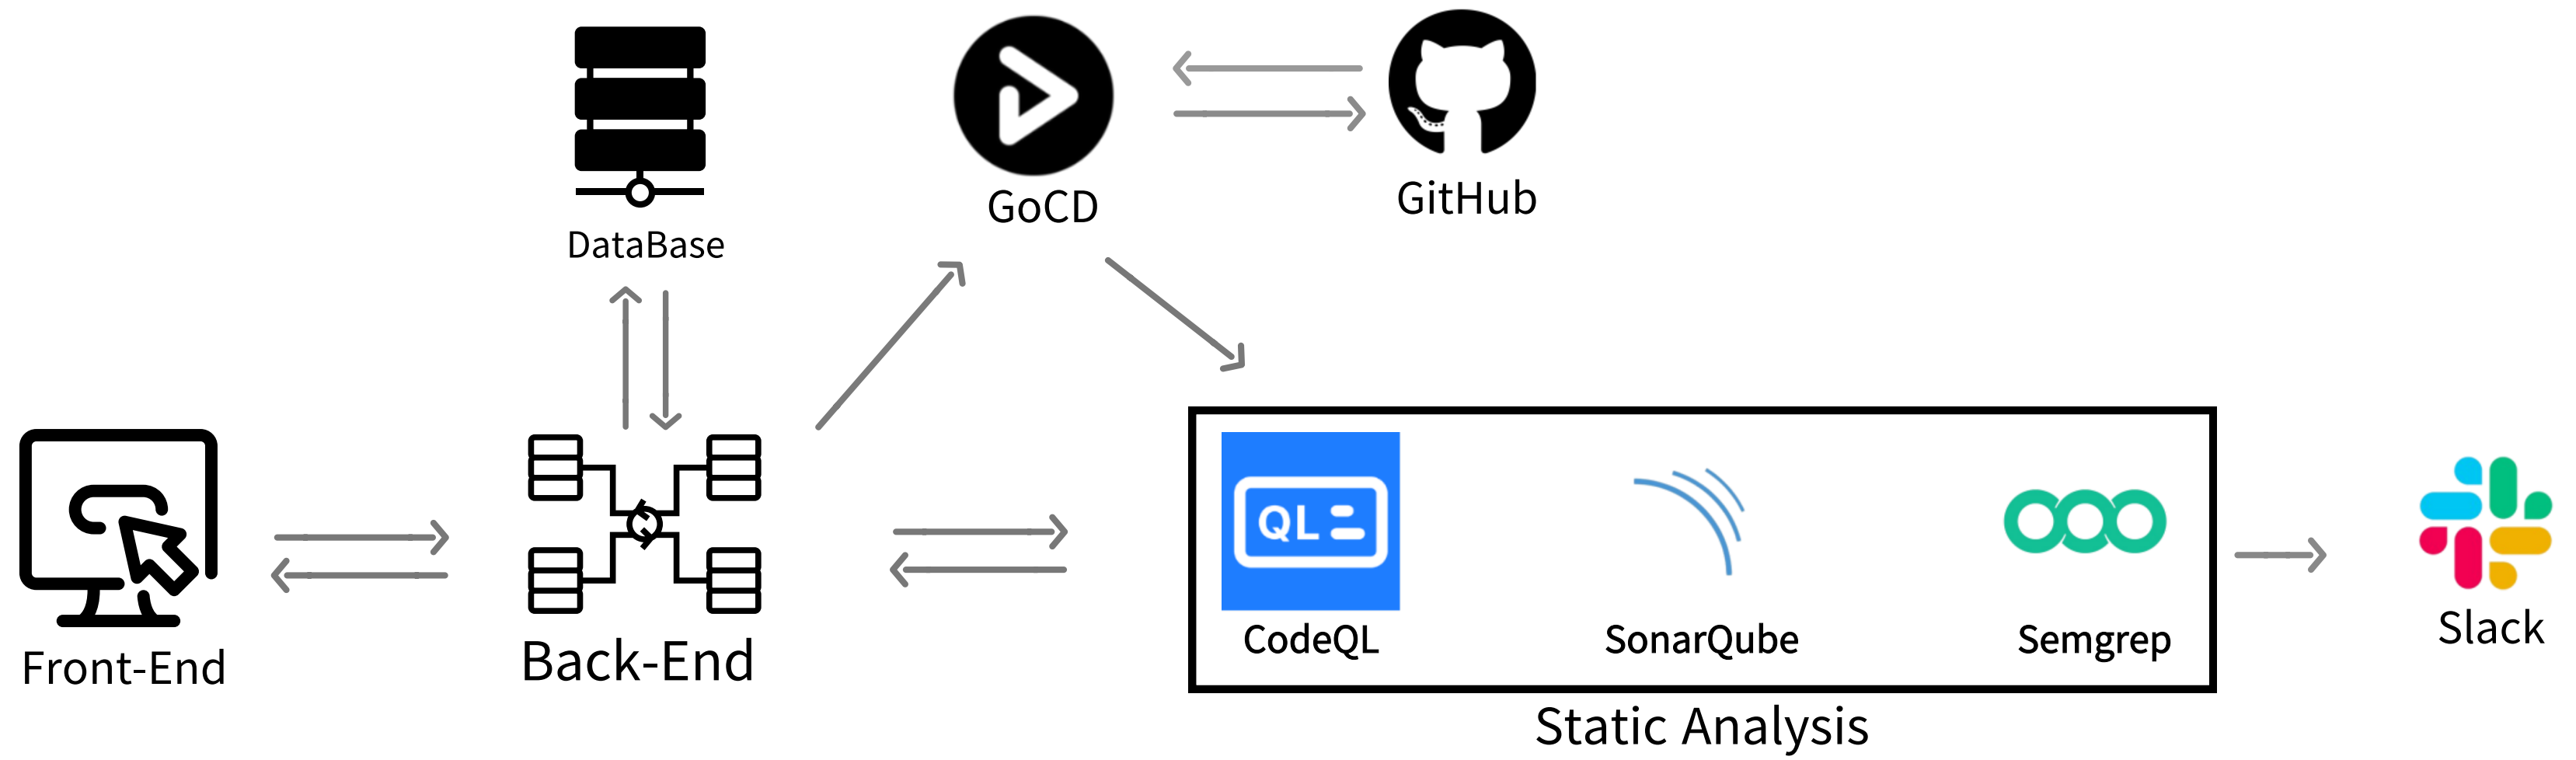 DataBase
GoCD
GitHub
Front-End
Back-End
QL
CodeQL
SonarQube
Semgrep
Slack
Static Analysis